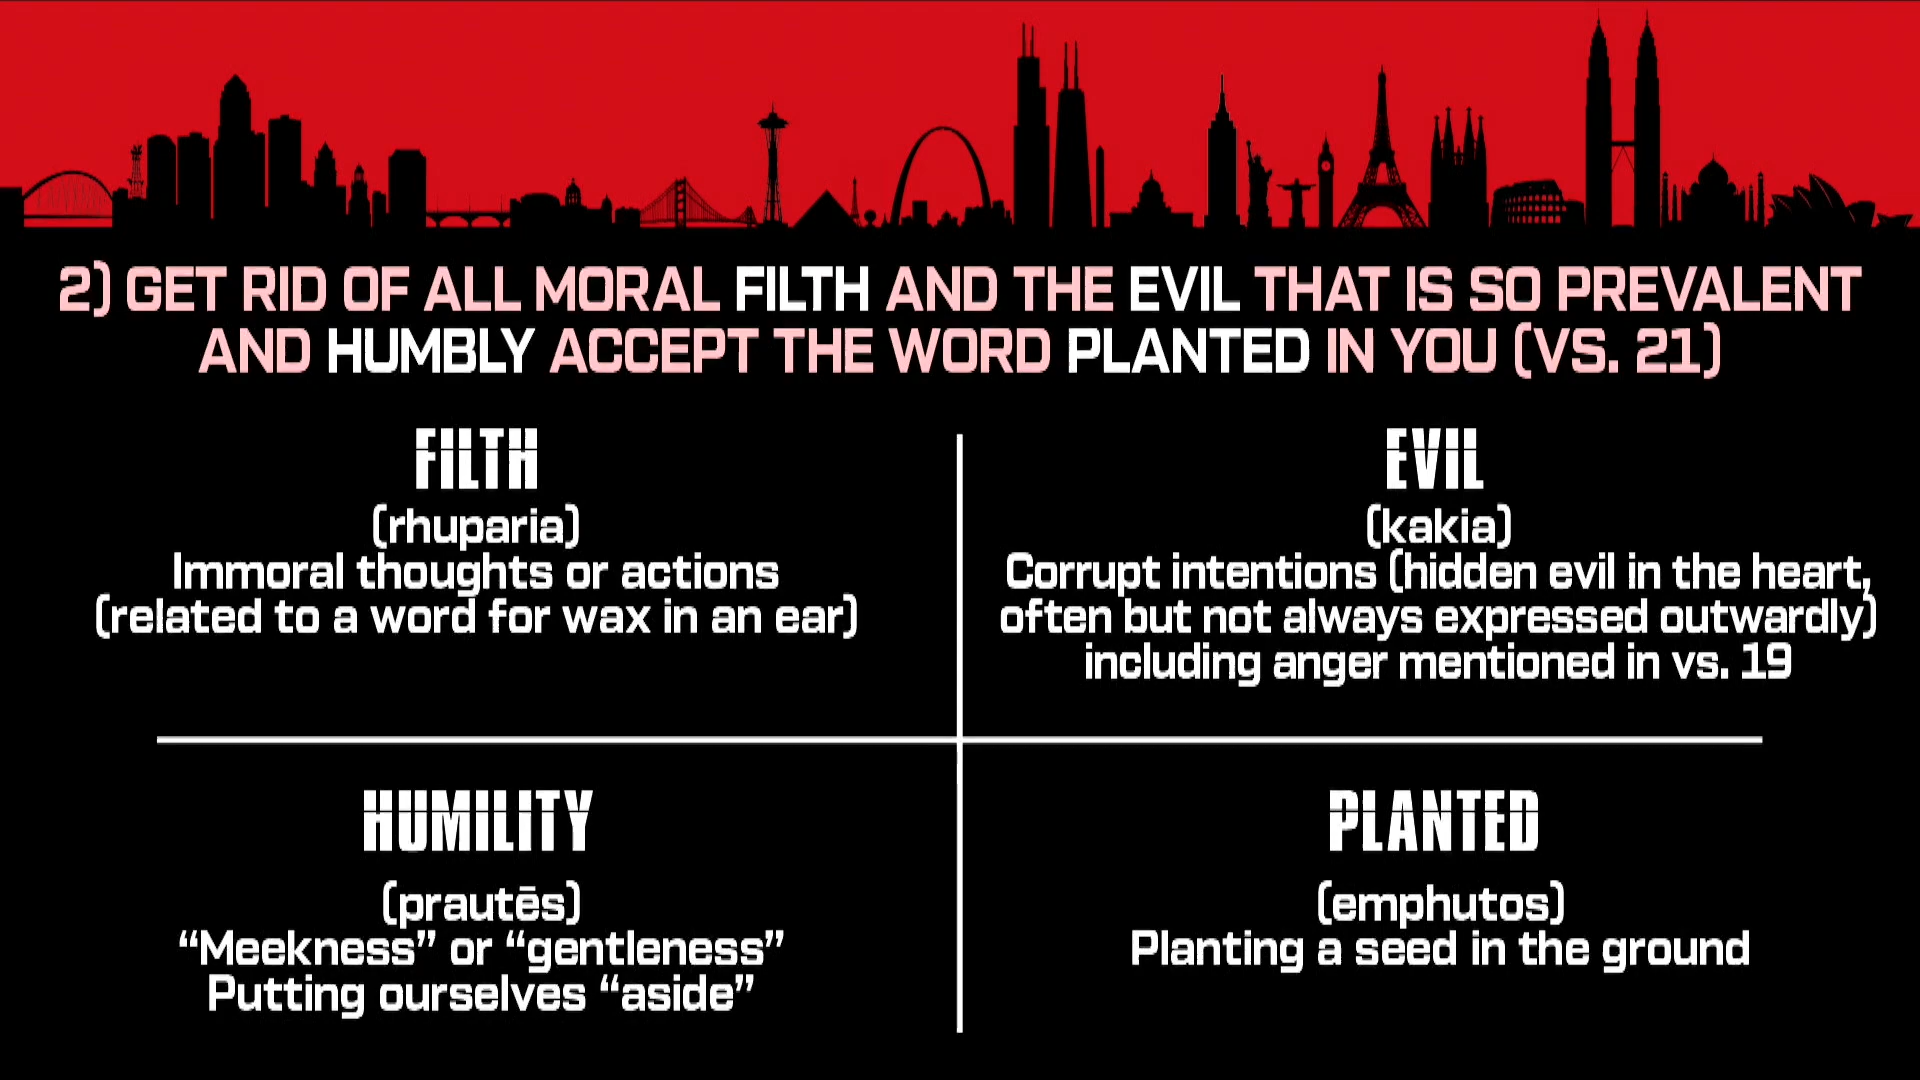 2) GET RID OF ALL MORAL FILTH AND THE EVIL THAT IS SO PREVALENT
AND HUMBLY ACCEPT THE WORD PLANTED IN YOU (VS. 21)
FILTH
(rhuparia)
Immoral thoughts or actions
(related to a word for wax in an ear)
EVIL
(kakia)
Corrupt intentions (hidden evil in the heart,
often but not always expressed outwardly)
including anger mentioned in vs. 19
HUMILITY
(prautēs)
“Meekness” or “gentleness”
Putting ourselves “aside”
PLANTED
(emphutos)
Planting a seed in the ground